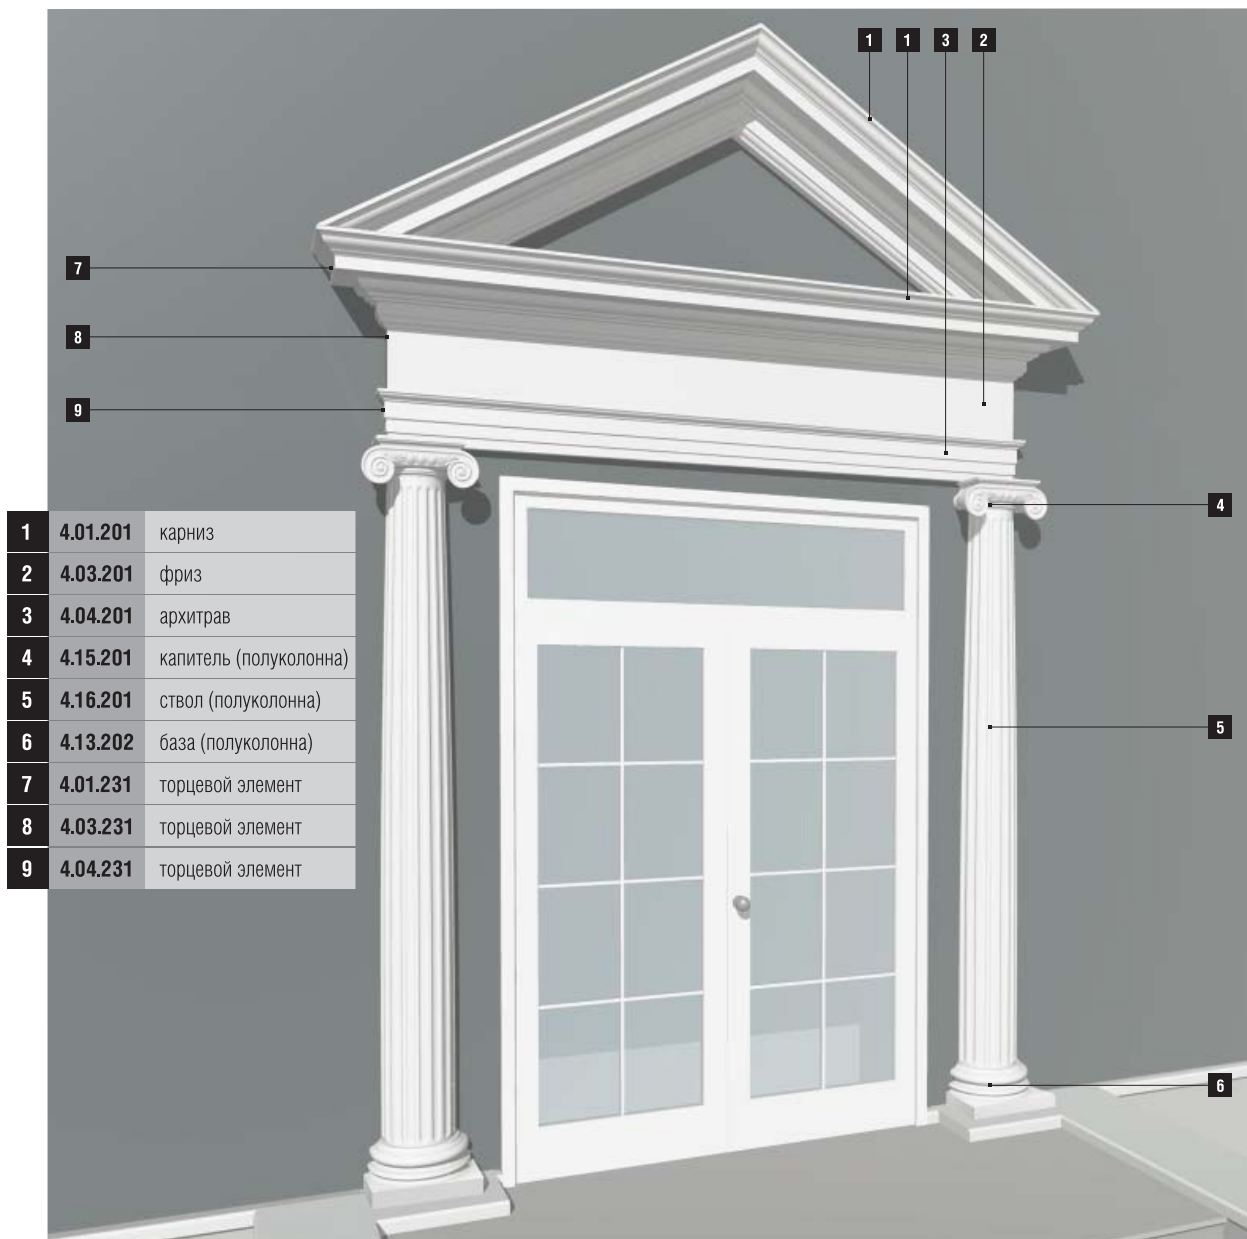 1 1 3 2
7
8
9
4
5
6
1 4.01.201 карниз
2 4.03.201 фриз
3 4.04.201 архитрав
4 4.15.201 капитель (полуколонна)
5 4.16.201 ствол (полуколонна)
6 4.13.202 база (полуколонна)
7 4.01.231 торцевой элемент
8 4.03.231 торцевой элемент
9 4.04.231 торцевой элемент